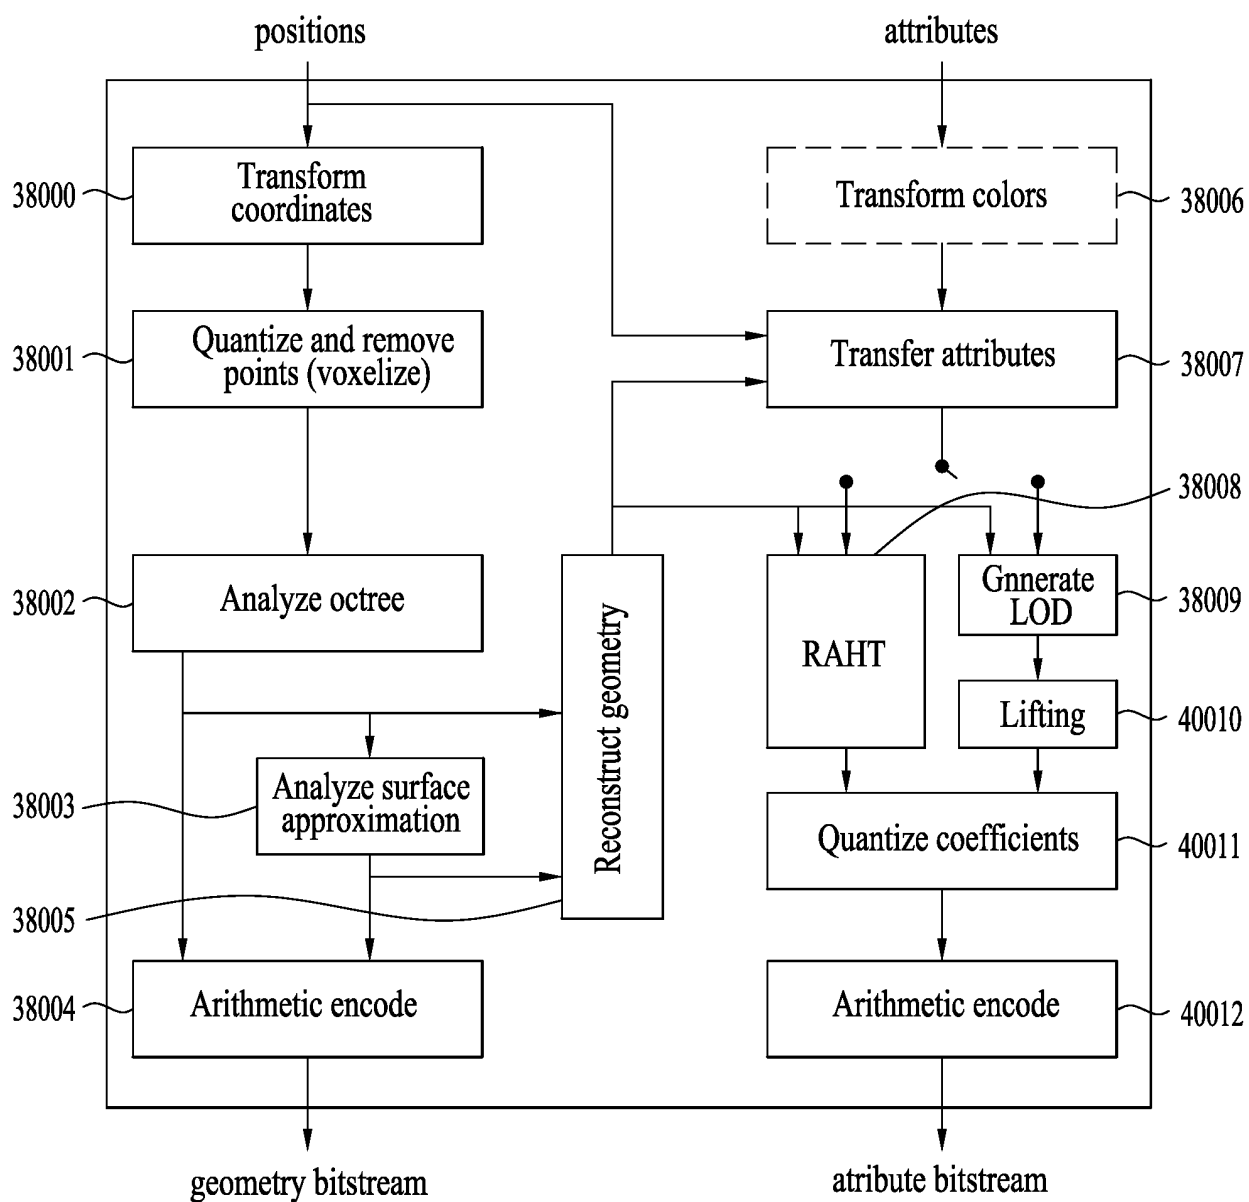 positions
attributes
Transform
coordinates
38000
Transform colors
38006
Quantize and remove
points (voxelize)
38001
Transfer attributes
38007
38008
Analyze octree
38002
Reconstruct geometry
RAHT
Gnnerate
LOD
38009
Lifting
40010
Analyze surface
approximation
38003
Quantize coefficients
40011
38005
Arithmetic encode
38004
Arithmetic encode
40012
geometry bitstream
atribute bitstream